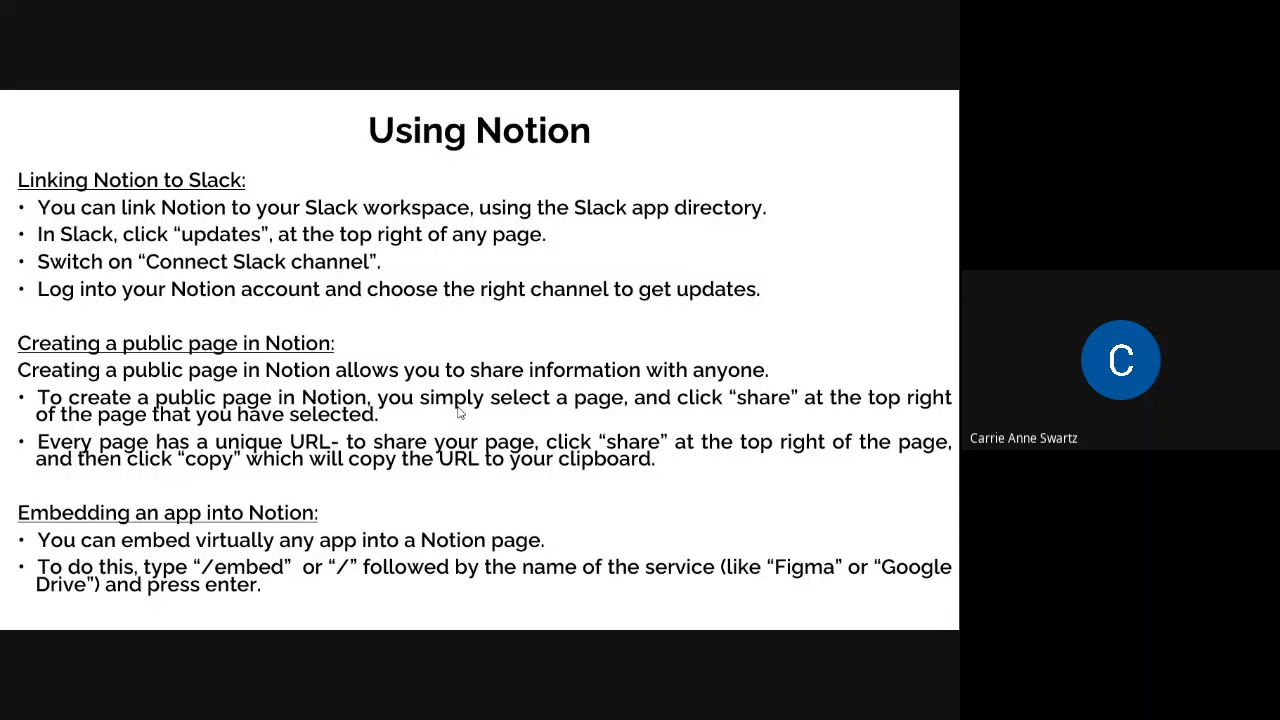 Using Notion
Linking Notion to Slack:
• You can link Notion to your Slack workspace, using the Slack app directory.
• In Slack, click “updates”, at the top right of any page.
• Switch on “Connect Slack channel”.
• Log into your Notion account and choose the right channel to get updates.
Creating a public page in Notion:
Creating a public page in Notion allows you to share information with anyone.
• To create a public page in Notion, you simply select a page, and click “share” at the top right
of the page that you have selected.
• Every page has a unique URL- to share your page, click “share” at the top right of the page,
and then click “copy” which will copy the URL to your clipboard.
Embedding an app into Notion:
• You can embed virtually any app into a Notion page.
• To do this, type “/embed”  or “/” followed by the name of the service (like “Figma” or “Google
Drive”) and press enter.
C
Carrie Anne Swartz